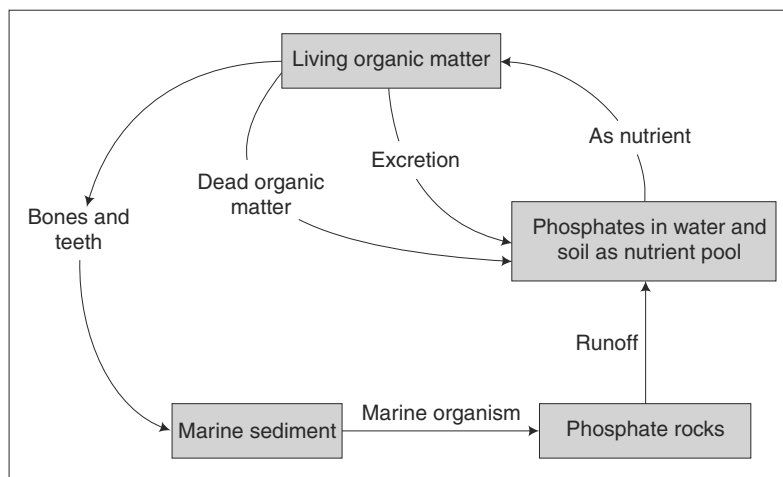 Living organic matter
As nutrient
Excretion
Dead organic
matter
Bones and
teeth
Phosphates in water and
soil as nutrient pool
Runoff
Marine sediment
Marine organism
Phosphate rocks